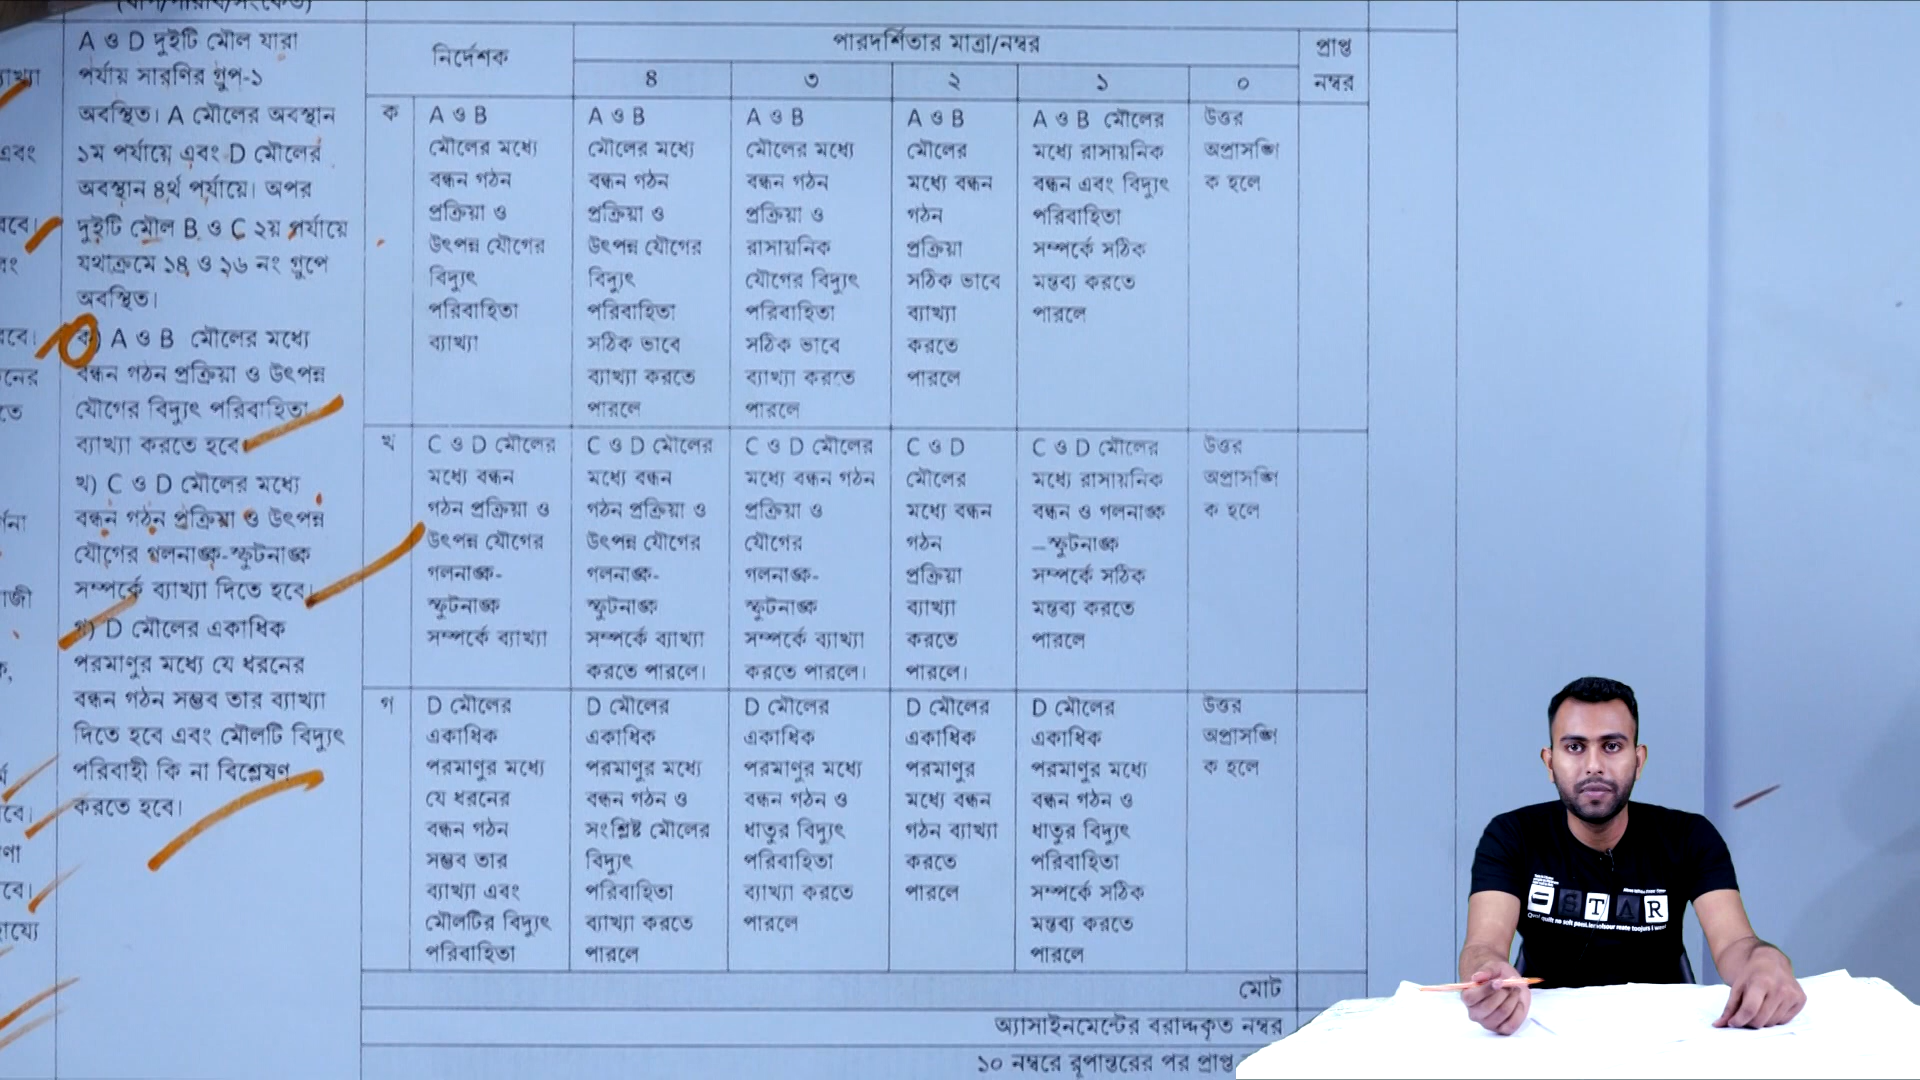 A ও D দুইটি মৌল যারা
পর্যায় সারণির গ্রুপ-১
অবস্থিত। A মৌলের অবস্থান
১ম পর্যায়ে এবং D মৌলের
অবস্থান ৪র্থ পর্যায়ে। অপর
দুইটি মৌল B ও C ২য় পর্যায়ে
যথাক্রমে ১৪ ও ১৬ নং গ্রুপে
অবস্থিত।
ক) A ও B মৌলের মধ্যে
বন্ধন গঠন প্রক্রিয়া ও উৎপন্ন
যৌগের বিদ্যুৎ পরিবাহিতা
ব্যাখ্যা করতে হবে
খ) C ও D মৌলের মধ্যে
বন্ধন গঠন প্রক্রিয়া ও উৎপন্ন
যৌগের গলনাঙ্ক-স্ফুটনাঙ্ক
সম্পর্কে ব্যাখ্যা দিতে হবে।
গ) D মৌলের একাধিক
পরমাণুর মধ্যে যে ধরনের
বন্ধন গঠন সম্ভব তার ব্যাখ্যা
দিতে হবে এবং মৌলটি বিদ্যুৎ
পরিবাহী কি না বিশ্লেষণ
করতে হবে।
নির্দেশক
পারদর্শিতার মাত্রা/নম্বর
প্রাপ্ত
নম্বর
৪
৩
২
১
০
ক
A ও B
মৌলের মধ্যে
বন্ধন গঠন
প্রক্রিয়া ও
উৎপন্ন যৌগের
বিদ্যুৎ
পরিবাহিতা
ব্যাখ্যা
A ও B
মৌলের মধ্যে
বন্ধন গঠন
প্রক্রিয়া ও
উৎপন্ন যৌগের
বিদ্যুৎ
পরিবাহিতা
সঠিক ভাবে
ব্যাখ্যা করতে
পারলে
A ও B
মৌলের মধ্যে
বন্ধন গঠন
প্রক্রিয়া ও
রাসায়নিক
যৌগের বিদ্যুৎ
পরিবাহিতা
সঠিক ভাবে
ব্যাখ্যা করতে
পারলে
A ও B
মৌলের
মধ্যে বন্ধন
গঠন
প্রক্রিয়া
সঠিক ভাবে
ব্যাখ্যা
করতে
পারলে
A ও B মৌলের
মধ্যে রাসায়নিক
বন্ধন এবং বিদ্যুৎ
পরিবাহিতা
সম্পর্কে সঠিক
মন্তব্য করতে
পারলে
উত্তর
অপ্রাসঙ্গি
ক হলে
খ
C ও D মৌলের
মধ্যে বন্ধন
গঠন প্রক্রিয়া ও
উৎপন্ন যৌগের
গলনাঙ্ক-
স্ফুটনাঙ্ক
সম্পর্কে ব্যাখ্যা
C ও D মৌলের
মধ্যে বন্ধন
গঠন প্রক্রিয়া ও
উৎপন্ন যৌগের
গলনাঙ্ক-
স্ফুটনাঙ্ক
সম্পর্কে ব্যাখ্যা
করতে পারলে।
C ও D মৌলের
মধ্যে বন্ধন গঠন
প্রক্রিয়া ও
যৌগের
গলনাঙ্ক-
স্ফুটনাঙ্ক
সম্পর্কে ব্যাখ্যা
করতে পারলে।
C ও D
মৌলের
মধ্যে বন্ধন
গঠন
প্রক্রিয়া
ব্যাখ্যা
করতে
পারলে।
C ও D মৌলের
মধ্যে রাসায়নিক
বন্ধন ও গলনাঙ্ক
–স্ফুটনাঙ্ক
সম্পর্কে সঠিক
মন্তব্য করতে
পারলে
উত্তর
অপ্রাসঙ্গি
ক হলে
গ
D মৌলের
একাধিক
পরমাণুর মধ্যে
যে ধরনের
বন্ধন গঠন
সম্ভব তার
ব্যাখ্যা এবং
মৌলটির বিদ্যুৎ
পরিবাহিতা
D মৌলের
একাধিক
পরমাণুর মধ্যে
বন্ধন গঠন ও
সংশ্লিষ্ট মৌলের
বিদ্যুৎ
পরিবাহিতা
ব্যাখ্যা করতে
পারলে
D মৌলের
একাধিক
পরমাণুর মধ্যে
বন্ধন গঠন ও
ধাতুর বিদ্যুৎ
পরিবাহিতা
ব্যাখ্যা করতে
পারলে
D মৌলের
একাধিক
পরমাণুর
মধ্যে বন্ধন
গঠন ব্যাখ্যা
করতে
পারলে
D মৌলের
একাধিক
পরমাণুর মধ্যে
বন্ধন গঠন ও
ধাতুর বিদ্যুৎ
পরিবাহিতা
সম্পর্কে সঠিক
মন্তব্য করতে
পারলে
উত্তর
অপ্রাসঙ্গি
ক হলে
মোট
অ্যাসাইনমেন্টের বরাদ্দকৃত নম্বর
১০ নম্বরে রূপান্তরের পর প্রাপ্ত
STAR